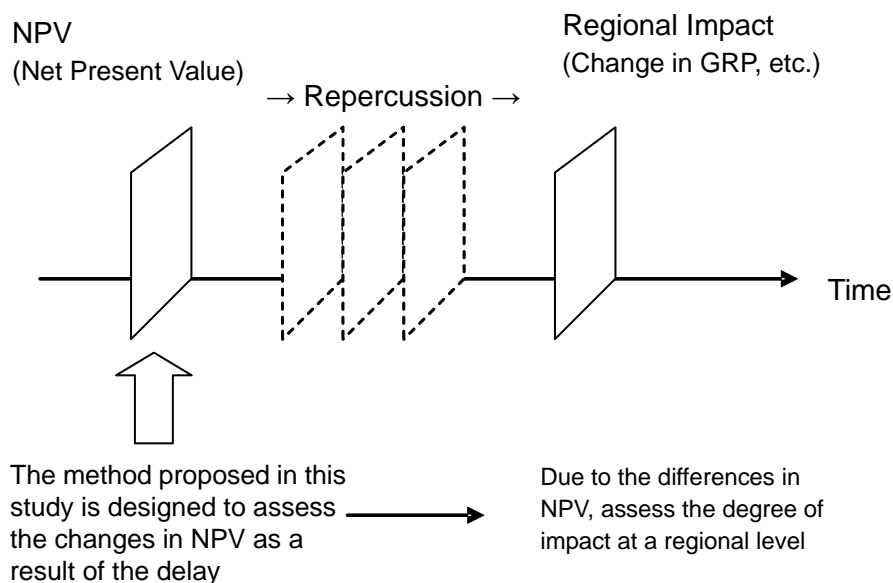 NPV
(Net Present Value)
Regional Impact
(Change in GRP, etc.)
→ Repercussion →
Time
The method proposed in this
study is designed to assess
the changes in NPV as a
result of the delay
Due to the differences in
NPV, assess the degree of
impact at a regional level